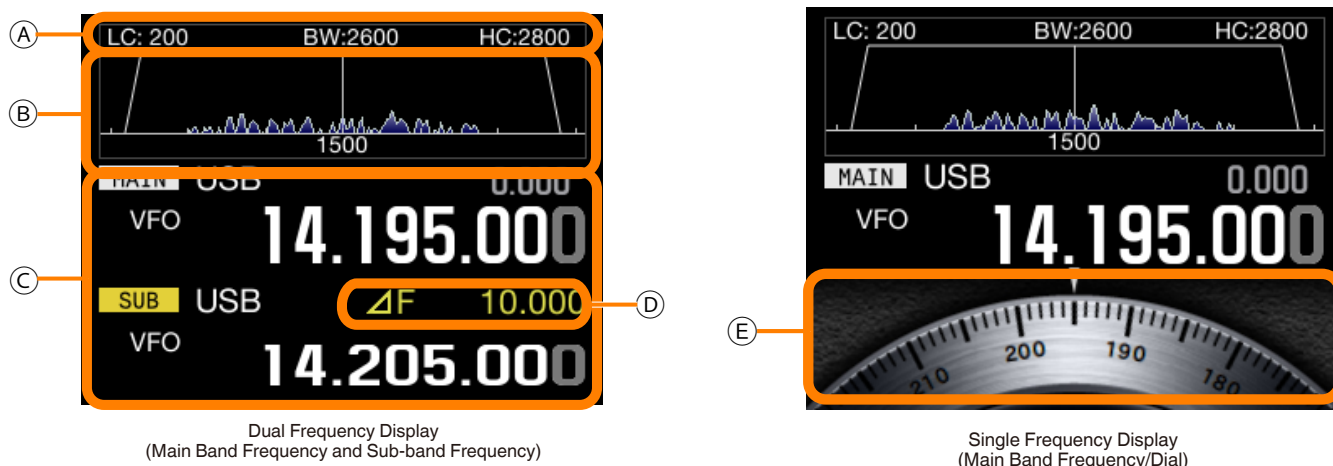 A
LC: 200 BW:2600 HC:2800
B
1500
MAIN USB 0.000
VFO 14.195.000
C
SUB USB ⊿F 10.000
D
VFO 14.205.000
Dual Frequency Display
(Main Band Frequency and Sub-band Frequency)
LC: 200 BW:2600 HC:2800
1500
MAIN USB 0.000
VFO 14.195.000
E
210 200 190 180
Single Frequency Display
(Main Band Frequency/Dial)